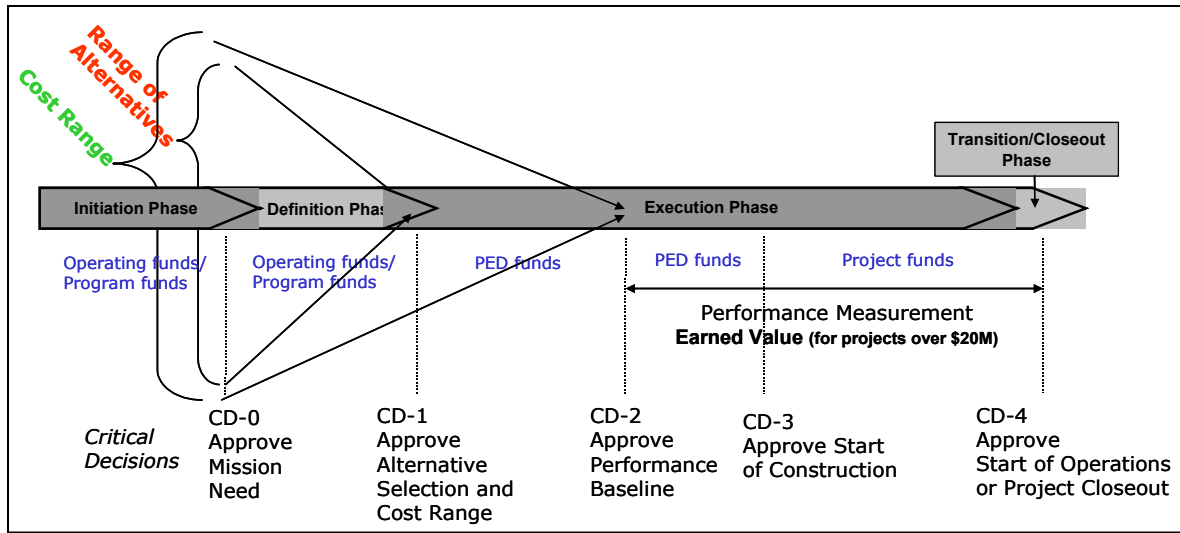 Range of
Alternatives
Cost Range
Transition/Closeout
Phase
Initiation Phase
Definition Phas
Execution Phase
Operating funds/
Program funds
Operating funds/
Program funds
PED funds
PED funds
Project funds
Performance Measurement
Earned Value (for projects over $20M)
Critical
Decisions
CD-0
Approve
Mission
Need
CD-1
Approve
Alternative
Selection and
Cost Range
CD-2
Approve
Performance
Baseline
CD-3
Approve Start
of Construction
CD-4
Approve
Start of Operations
or Project Closeout